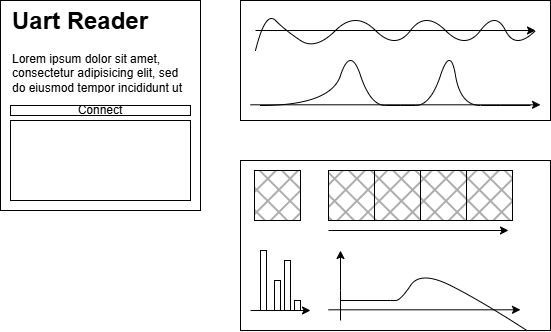 Uart Reader
Lorem ipsum dolor sit amet,
consectetur adipisicing elit, sed
do eiusmod tempor incididunt ut
Connect